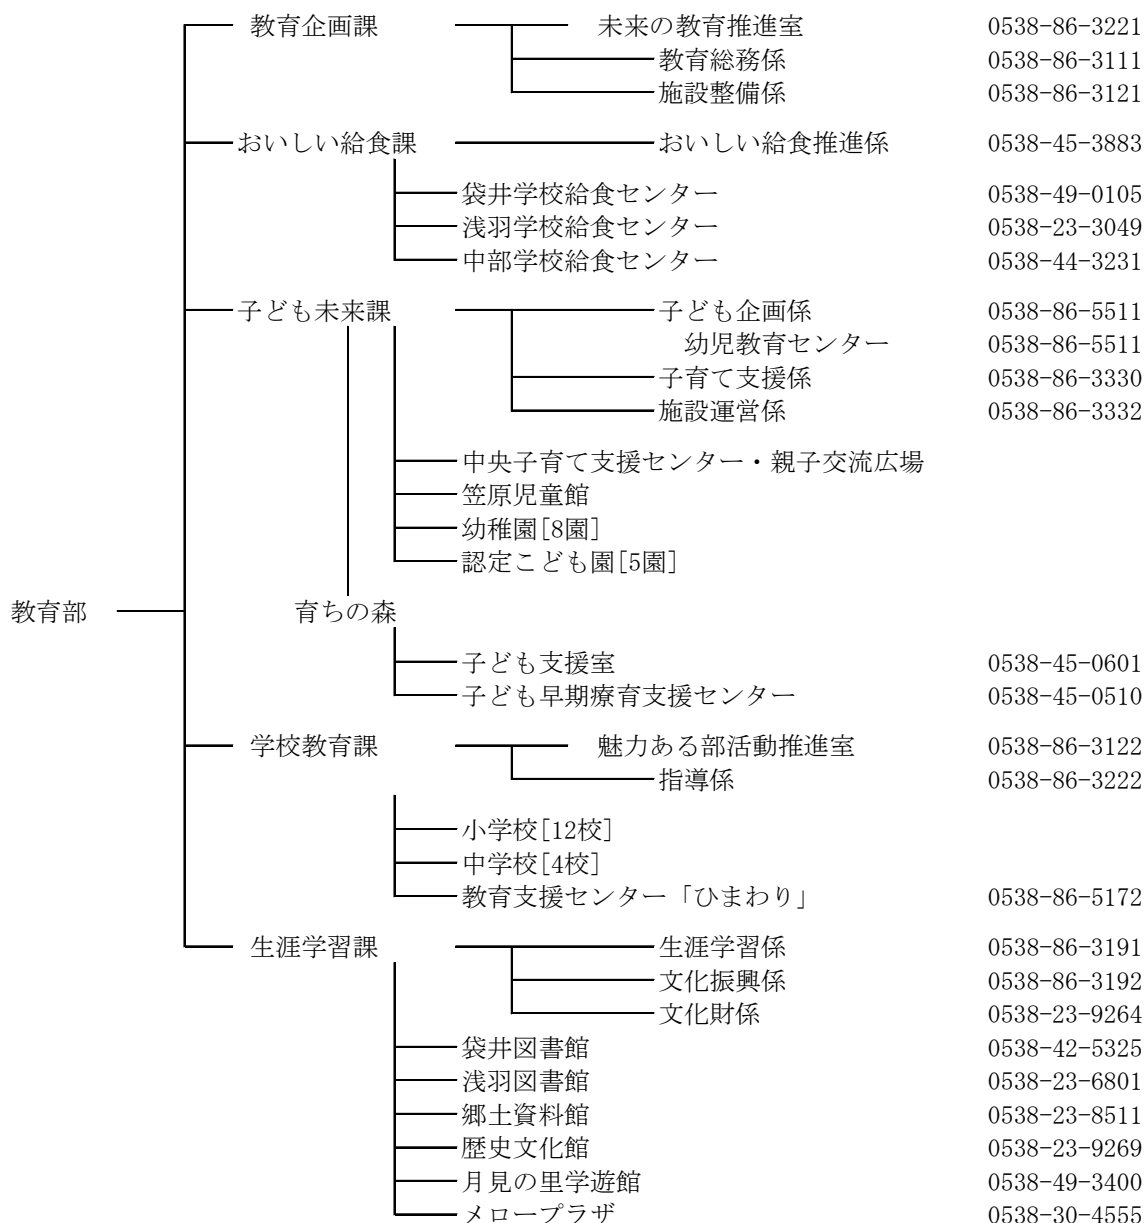 教育企画課 未来の教育推進室 0538-86-3221
教育総務係 0538-86-3111
施設整備係 0538-86-3121
おいしい給食課 おいしい給食推進係 0538-45-3883
袋井学校給食センター 0538-49-0105
浅羽学校給食センター 0538-23-3049
中部学校給食センター 0538-44-3231
子ども未来課 子ども企画係 0538-86-5511
幼児教育センター 0538-86-5511
子育て支援係 0538-86-3330
施設運営係 0538-86-3332
中央子育て支援センター・親子交流広場
笠原児童館
幼稚園[8園]
認定こども園[5園]
教育部 育ちの森
子ども支援室 0538-45-0601
子ども早期療育支援センター 0538-45-0510
学校教育課 魅力ある部活動推進室 0538-86-3122
指導係 0538-86-3222
小学校[12校]
中学校[4校]
教育支援センター「ひまわり」 0538-86-5172
生涯学習課 生涯学習係 0538-86-3191
文化振興係 0538-86-3192
文化財係 0538-23-9264
袋井図書館 0538-42-5325
浅羽図書館 0538-23-6801
郷土資料館 0538-23-8511
歴史文化館 0538-23-9269
月見の里学遊館 0538-49-3400
メロープラザ 0538-30-4555